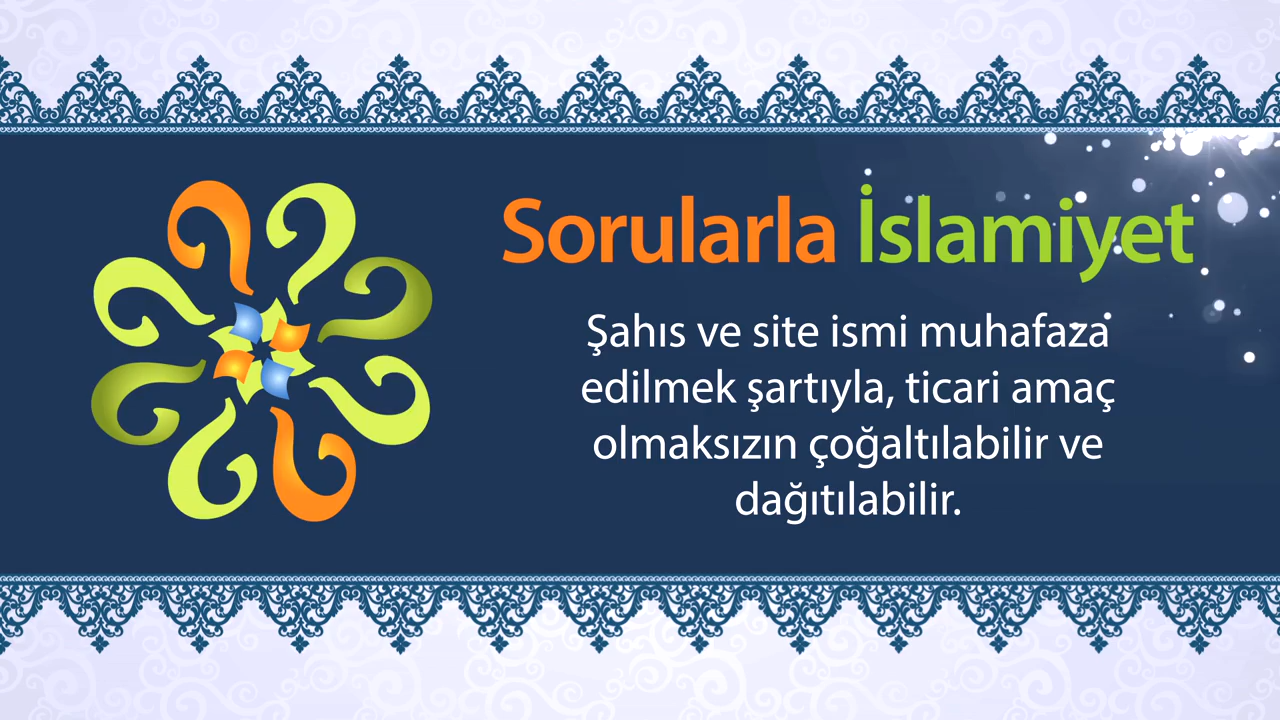 Sorularla İslamiyet
Şahıs ve site ismi muhafaza
edilmek şartıyla, ticari amaç
olmaksızın çoğaltılabilir ve
dağıtılabilir.